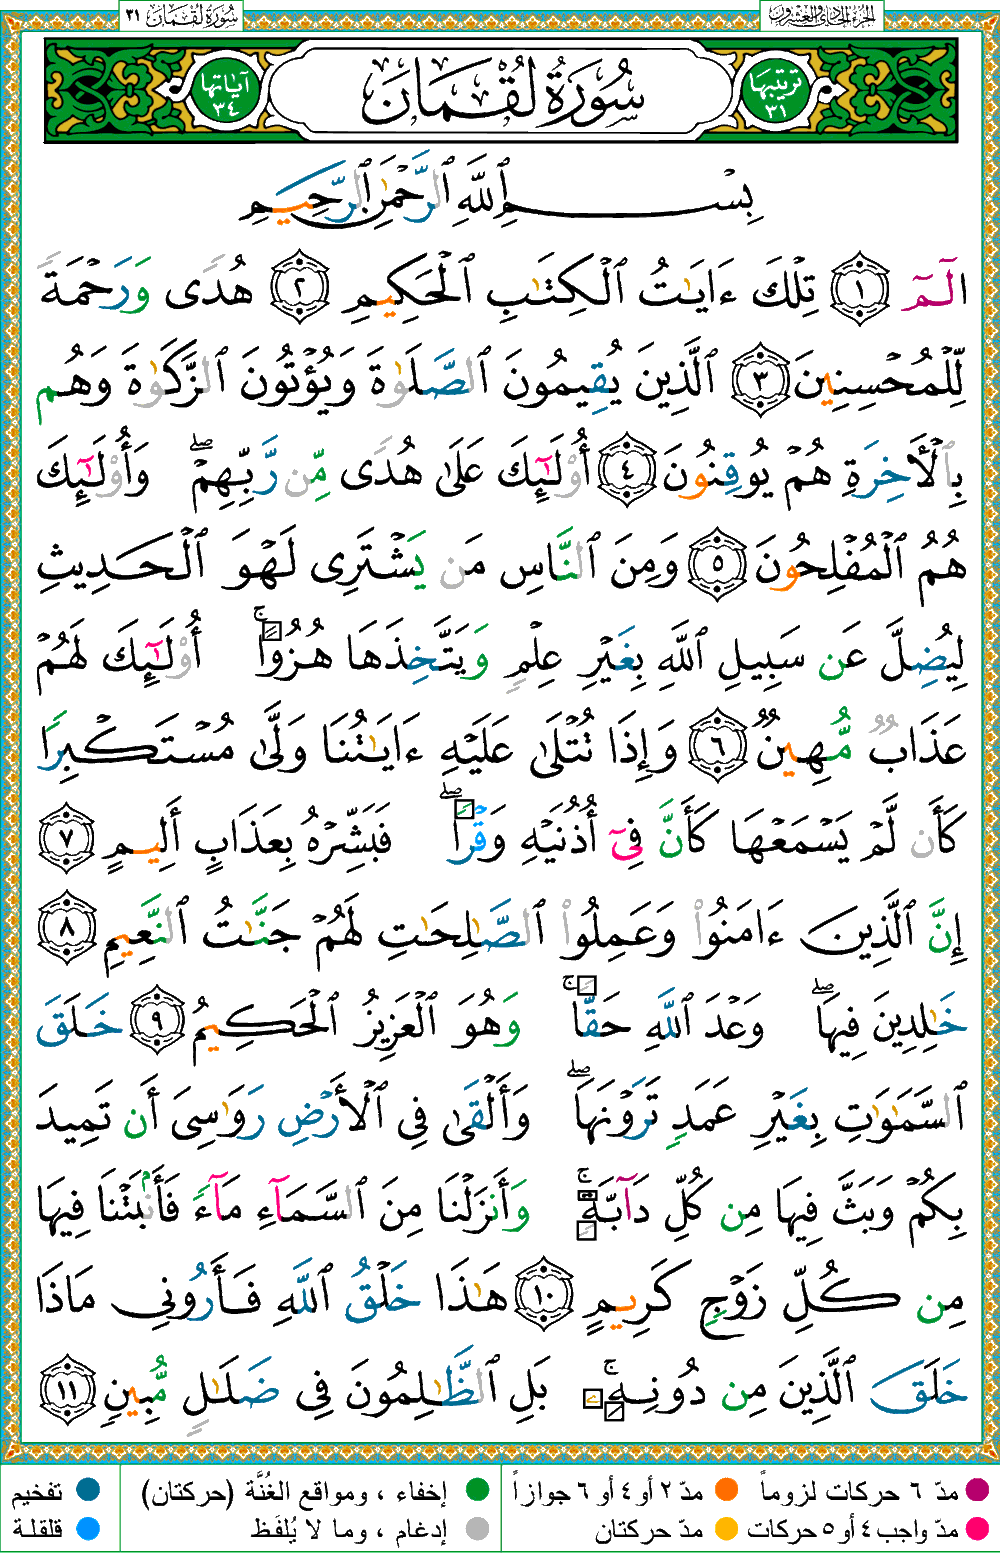 الجزء الحادي والعشرون سُورَةُ لُقْمَان ٣١
ترتيبها ٣١ سُورَةُ لُقْمَان آياتها ٣٤
بِسْمِ ٱللَّهِ ٱلرَّحْمَٰنِ ٱلرَّحِيمِ
الٓمٓ ١ تِلْكَ ءَايَٰتُ ٱلْكِتَٰبِ ٱلْحَكِيمِ ٢ هُدًى وَرَحْمَةً
لِّلْمُحْسِنِينَ ٣ ٱلَّذِينَ يُقِيمُونَ ٱلصَّلَوٰةَ وَيُؤْتُونَ ٱلزَّكَوٰةَ وَهُم
بِٱلْأَخِرَةِ هُمْ يُوقِنُونَ ٤ أُو۟لَٰٓئِكَ عَلَىٰ هُدًى مِّن رَّبِّهِمْ ۖ وَأُو۟لَٰٓئِكَ
هُمُ ٱلْمُفْلِحُونَ ٥ وَمِنَ ٱلنَّاسِ مَن يَشْتَرِى لَهْوَ ٱلْحَدِيثِ
لِيُضِلَّ عَن سَبِيلِ ٱللَّهِ بِغَيْرِ عِلْمٍ وَيَتَّخِذَهَا هُزُوًا ۚ أُو۟لَٰٓئِكَ لَهُمْ
عَذَابٌ مُّهِينٌ ٦ وَإِذَا تُتْلَىٰ عَلَيْهِ ءَايَٰتُنَا وَلَّىٰ مُسْتَكْبِرًا
كَأَن لَّمْ يَسْمَعْهَا كَأَنَّ فِىٓ أُذُنَيْهِ وَقْرًا ۖ فَبَشِّرْهُ بِعَذَابٍ أَلِيمٍ ٧
إِنَّ ٱلَّذِينَ ءَامَنُوا۟ وَعَمِلُوا۟ ٱلصَّٰلِحَٰتِ لَهُمْ جَنَّٰتُ ٱلنَّعِيمِ ٨
خَٰلِدِينَ فِيهَا ۖ وَعْدَ ٱللَّهِ حَقًّا ۚ وَهُوَ ٱلْعَزِيزُ ٱلْحَكِيمُ ٩ خَلَقَ
ٱلسَّمَٰوَٰتِ بِغَيْرِ عَمَدٍ تَرَوْنَهَا ۖ وَأَلْقَىٰ فِى ٱلْأَرْضِ رَوَٰسِىَ أَن تَمِيدَ
بِكُمْ وَبَثَّ فِيهَا مِن كُلِّ دَآبَّةٍ ۚ وَأَنزَلْنَا مِنَ ٱلسَّمَآءِ مَآءً فَأَنۢبَتْنَا فِيهَا
مِن كُلِّ زَوْجٍ كَرِيمٍ ١٠ هَٰذَا خَلْقُ ٱللَّهِ فَأَرُونِى مَاذَا
خَلَقَ ٱلَّذِينَ مِن دُونِهِ ۚ بَلِ ٱلظَّٰلِمُونَ فِى ضَلَٰلٍ مُّبِينٍ ١١
مدّ ٦ حركات لزوماً مدّ ٢ أو ٤ أو ٦ جوازاً إخفاء ، ومواقع الغُنَّة (حركتان) تفخيم
مدّ واجب ٤ أو ٥ حركات مدّ حركتان إدغام ، وما لا يُلفَظ قلقلة